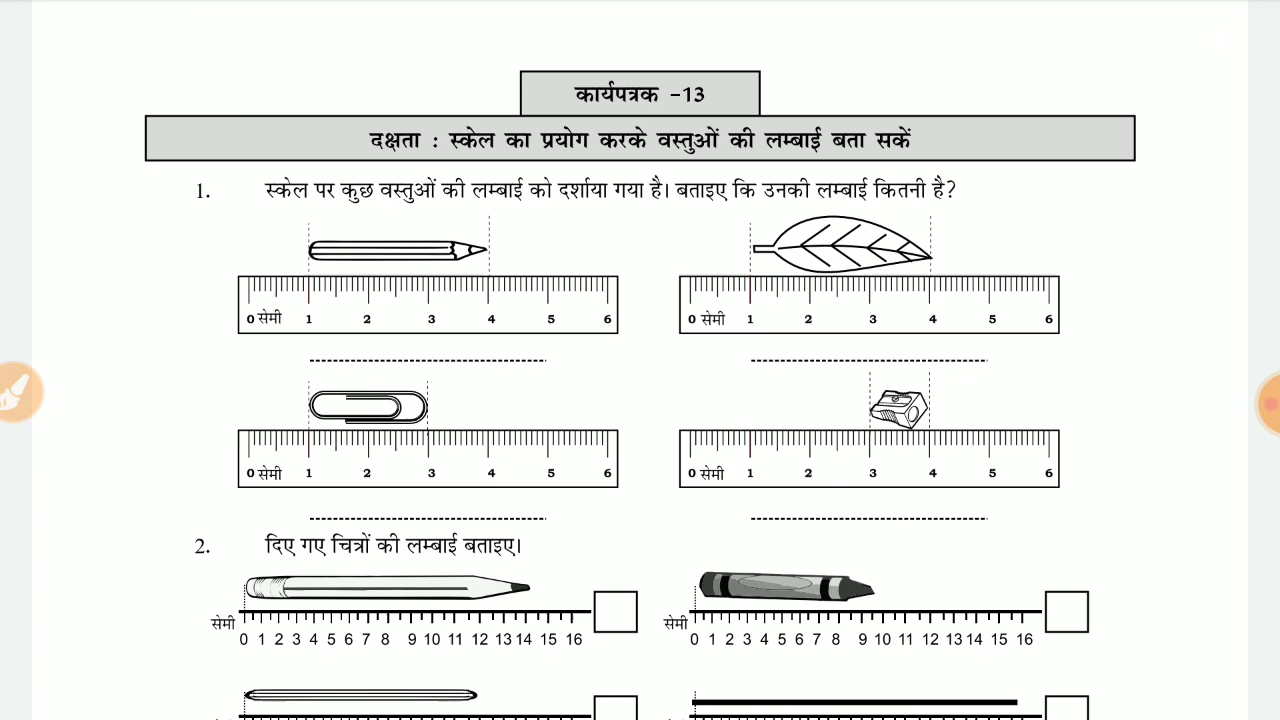 कार्यपत्रक -13
दक्षता : स्केल का प्रयोग करके वस्तुओं की लम्बाई बता सकें
1. स्केल पर कुछ वस्तुओं की लम्बाई को दर्शाया गया है। बताइए कि उनकी लम्बाई कितनी है?
0 सेमी 1 2 3 4 5 6
0 सेमी 1 2 3 4 5 6
0 सेमी 1 2 3 4 5 6
0 सेमी 1 2 3 4 5 6
2. दिए गए चित्रों की लम्बाई बताइए।
सेमी
0 1 2 3 4 5 6 7 8 9 10 11 12 13 14 15 16
सेमी
0 1 2 3 4 5 6 7 8 9 10 11 12 13 14 15 16